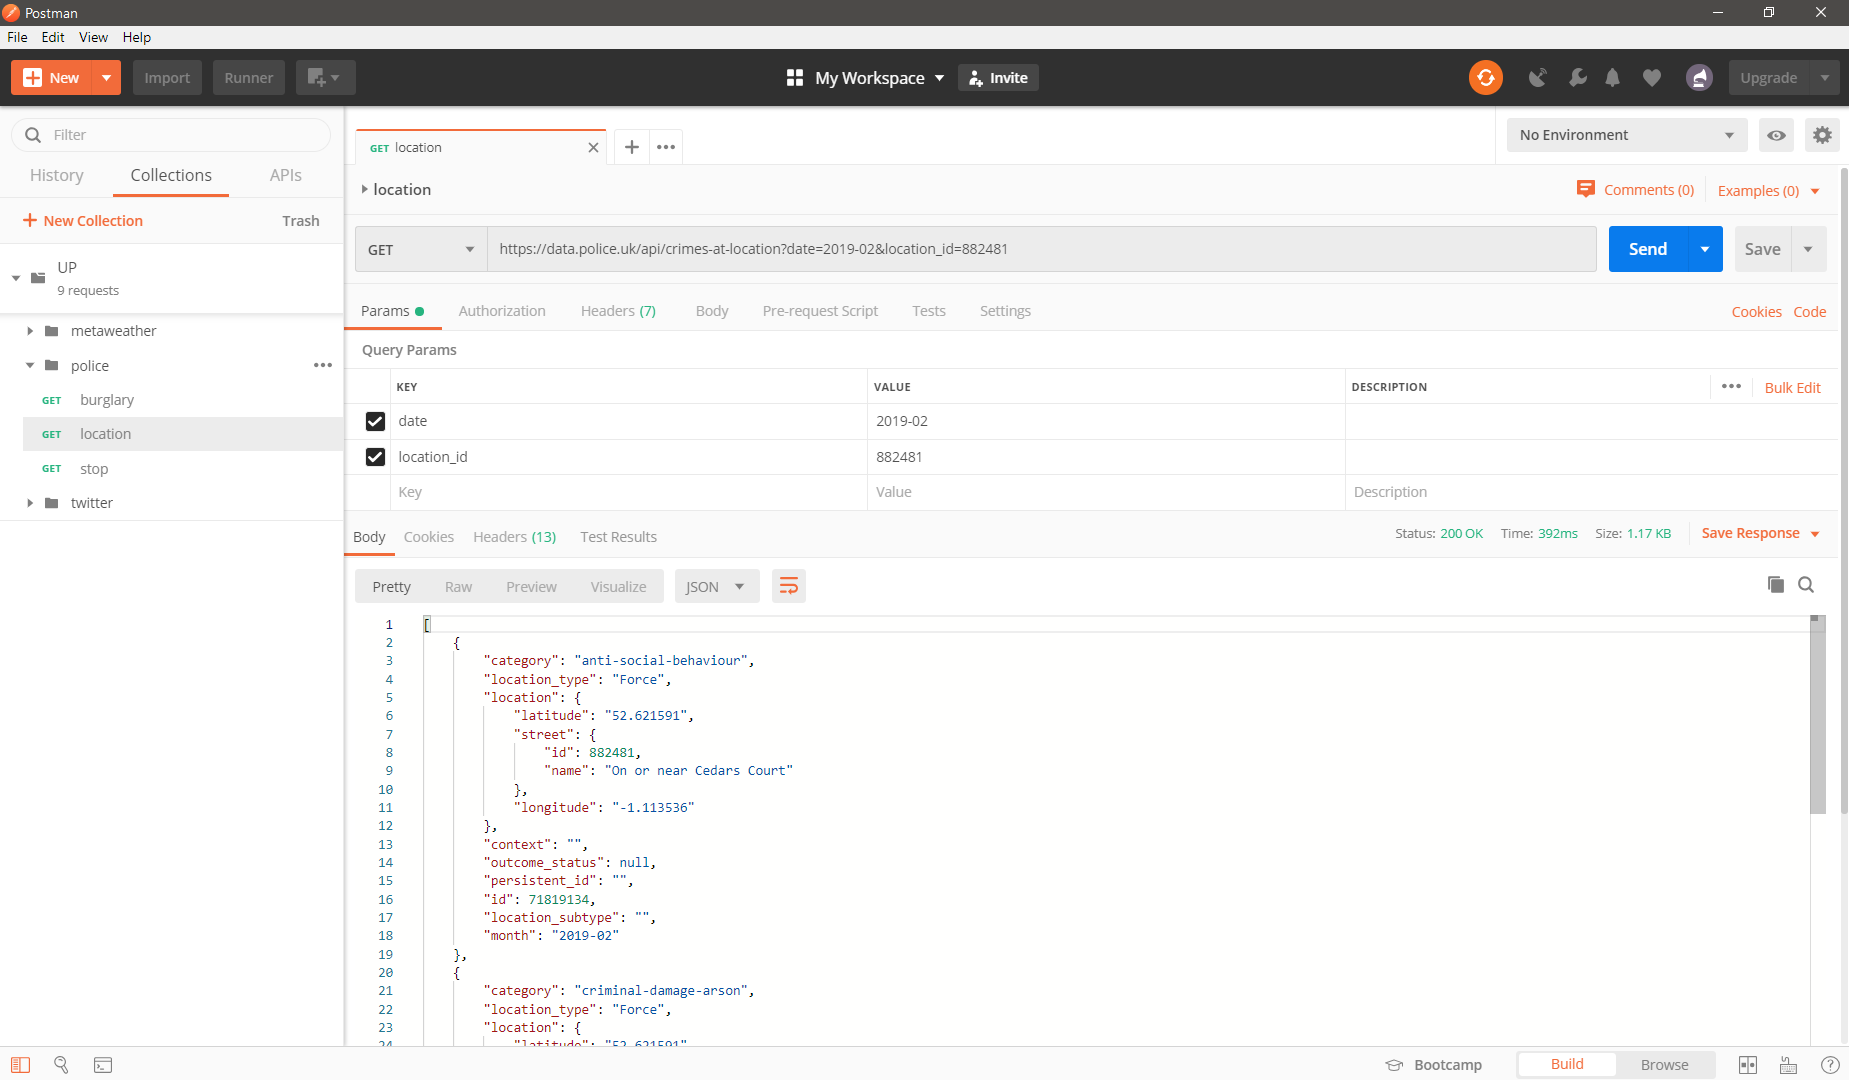 Postman
File Edit View Help
New Import Runner My Workspace Invite Upgrade
Filter
History Collections APIs
New Collection Trash
UP
9 requests
metaweather
police
GET burglary
GET location
GET stop
twitter
GET location
No Environment
location
Comments (0) Examples (0)
GET https://data.police.uk/api/crimes-at-location?date=2019-02&location_id=882481 Send Save
Params Authorization Headers (7) Body Pre-request Script Tests Settings Cookies Code
Query Params
KEY VALUE DESCRIPTION Bulk Edit
date 2019-02
location_id 882481
Key Value Description
Body Cookies Headers (13) Test Results Status: 200 OK Time: 392ms Size: 1.17 KB Save Response
Pretty Raw Preview Visualize JSON
1 [
2 {
3 "category": "anti-social-behaviour",
4 "location_type": "Force",
5 "location": {
6 "latitude": "52.621591",
7 "street": {
8 "id": 882481,
9 "name": "On or near Cedars Court"
10 },
11 "longitude": "-1.113536"
12 },
13 "context": "",
14 "outcome_status": null,
15 "persistent_id": "",
16 "id": 71819134,
17 "location_subtype": "",
18 "month": "2019-02"
19 },
20 {
21 "category": "criminal-damage-arson",
22 "location_type": "Force",
23 "location": {
24 "latitude": "52.621591"
Bootcamp Build Browse